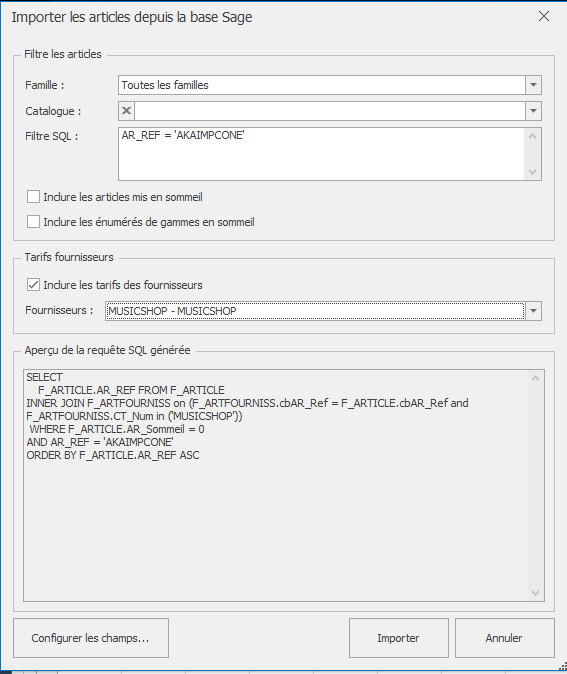 Importer les articles depuis la base Sage
Filtre les articles
Famille :
Toutes les familles
Catalogue :
Filtre SQL :
AR_REF = 'AKAIMPCONE'
Inclure les articles mis en sommeil
Inclure les énumérés de gammes en sommeil
Tarifs fournisseurs
Inclure les tarifs des fournisseurs
Fournisseurs :
MUSICSHOP - MUSICSHOP
Aperçu de la requête SQL générée
SELECT
F_ARTICLE.AR_REF FROM F_ARTICLE
INNER JOIN F_ARTFOURNISS on (F_ARTFOURNISS.cbAR_Ref = F_ARTICLE.cbAR_Ref and
F_ARTFOURNISS.CT_Num in ('MUSICSHOP'))
WHERE F_ARTICLE.AR_Sommeil = 0
AND AR_REF = 'AKAIMPCONE'
ORDER BY F_ARTICLE.AR_REF ASC
Configurer les champs...
Importer
Annuler